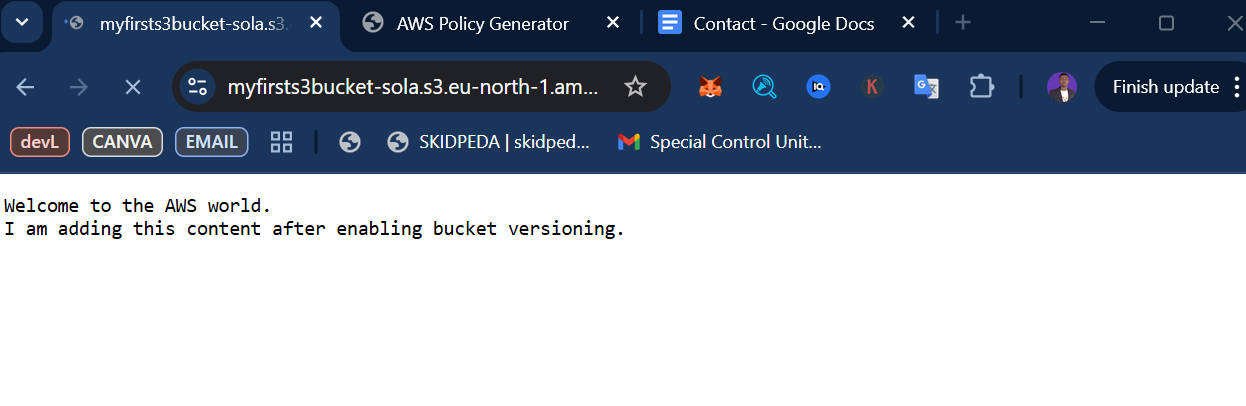 myfirsts3bucket-sola.s3.
AWS Policy Generator
Contact - Google Docs
myfirsts3bucket-sola.s3.eu-north-1.am...
IQ
K
G
Finish update
devL
CANVA
EMAIL
SKIDPEDA | skidped...
Special Control Unit...
Welcome to the AWS world.
I am adding this content after enabling bucket versioning.